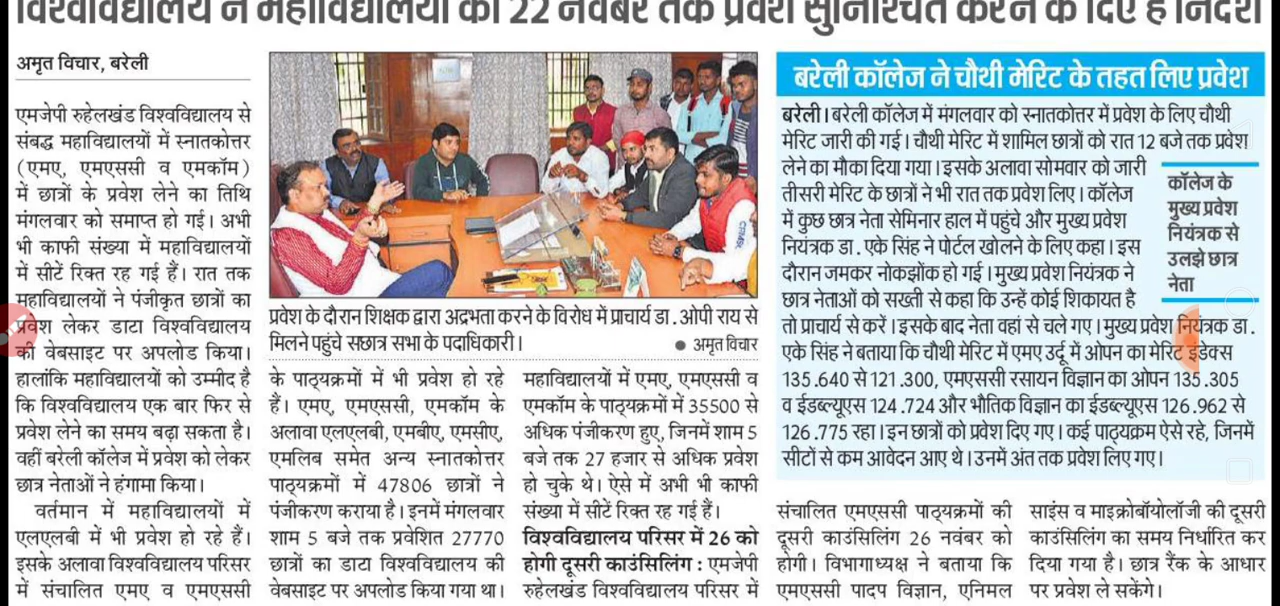 विश्वविद्यालय ने महाविद्यालयों को 22 नवंबर तक प्रवेश सुनिश्चित करने के दिए हैं निर्देश
अमृत विचार, बरेली
एमजेपी रुहेलखंड विश्वविद्यालय से
संबद्ध महाविद्यालयों में स्नातकोत्तर
(एमए, एमएससी व एमकॉम)
में छात्रों के प्रवेश लेने का तिथि
मंगलवार को समाप्त हो गई। अभी
भी काफी संख्या में महाविद्यालयों
में सीटें रिक्त रह गई हैं। रात तक
महाविद्यालयों ने पंजीकृत छात्रों का
प्रवेश लेकर डाटा विश्वविद्यालय
की वेबसाइट पर अपलोड किया।
हालांकि महाविद्यालयों को उम्मीद है
कि विश्वविद्यालय एक बार फिर से
प्रवेश लेने का समय बढ़ा सकता है।
वहीं बरेली कॉलेज में प्रवेश को लेकर
छात्र नेताओं ने हंगामा किया।
वर्तमान में महाविद्यालयों में
एलएलबी में भी प्रवेश हो रहे हैं।
इसके अलावा विश्वविद्यालय परिसर
में संचालित एमए व एमएससी
प्रवेश के दौरान शिक्षक द्वारा अद्रभता करने के विरोध में प्राचार्य डा. ओपी राय से
मिलने पहुंचे सछात्र सभा के पदाधिकारी।
● अमृत विचार
के पाठ्यक्रमों में भी प्रवेश हो रहे
हैं। एमए, एमएससी, एमकॉम के
अलावा एलएलबी, एमबीए, एमसीए,
एमलिब समेत अन्य स्नातकोत्तर
पाठ्यक्रमों में 47806 छात्रों ने
पंजीकरण कराया है। इनमें मंगलवार
शाम 5 बजे तक प्रवेशित 27770
छात्रों का डाटा विश्वविद्यालय की
वेबसाइट पर अपलोड किया गया था।
महाविद्यालयों में एमए, एमएससी व
एमकॉम के पाठ्यक्रमों में 35500 से
अधिक पंजीकरण हुए, जिनमें शाम 5
बजे तक 27 हजार से अधिक प्रवेश
हो चुके थे। ऐसे में अभी भी काफी
संख्या में सीटें रिक्त रह गई हैं।
विश्वविद्यालय परिसर में 26 को
होगी दूसरी काउंसिलिंग : एमजेपी
रुहेलखंड विश्वविद्यालय परिसर में
संचालित एमएससी पाठ्यक्रमों की
दूसरी काउंसिलिंग 26 नवंबर को
होगी। विभागाध्यक्ष ने बताया कि
एमएससी पादप विज्ञान, एनिमल
साइंस व माइक्रोबॉयोलॉजी की दूसरी
काउंसिलिंग का समय निर्धारित कर
दिया गया है। छात्र रैंक के आधार
पर प्रवेश ले सकेंगे।
बरेली कॉलेज ने चौथी मेरिट के तहत लिए प्रवेश
बरेली। बरेली कॉलेज में मंगलवार को स्नातकोत्तर में प्रवेश के लिए चौथी
मेरिट जारी की गई। चौथी मेरिट में शामिल छात्रों को रात 12 बजे तक प्रवेश
लेने का मौका दिया गया। इसके अलावा सोमवार को जारी
तीसरी मेरिट के छात्रों ने भी रात तक प्रवेश लिए। कॉलेज
में कुछ छात्र नेता सेमिनार हाल में पहुंचे और मुख्य प्रवेश
नियंत्रक डा. एके सिंह ने पोर्टल खोलने के लिए कहा। इस
दौरान जमकर नोकझोंक हो गई। मुख्य प्रवेश नियंत्रक ने
छात्र नेताओं को सख्ती से कहा कि उन्हें कोई शिकायत है
तो प्राचार्य से करें। इसके बाद नेता वहां से चले गए। मुख्य प्रवेश नियंत्रक डा.
एके सिंह ने बताया कि चौथी मेरिट में एमए उर्दू में ओपन का मेरिट इंडेक्स
135.640 से 121.300, एमएससी रसायन विज्ञान का ओपन 135.305
व ईडब्ल्यूएस 124.724 और भौतिक विज्ञान का ईडब्ल्यूएस 126.962 से
126.775 रहा। इन छात्रों को प्रवेश दिए गए। कई पाठ्यक्रम ऐसे रहे, जिनमें
सीटों से कम आवेदन आए थे। उनमें अंत तक प्रवेश लिए गए।
कॉलेज के
मुख्य प्रवेश
नियंत्रक से
उलझे छात्र
नेता